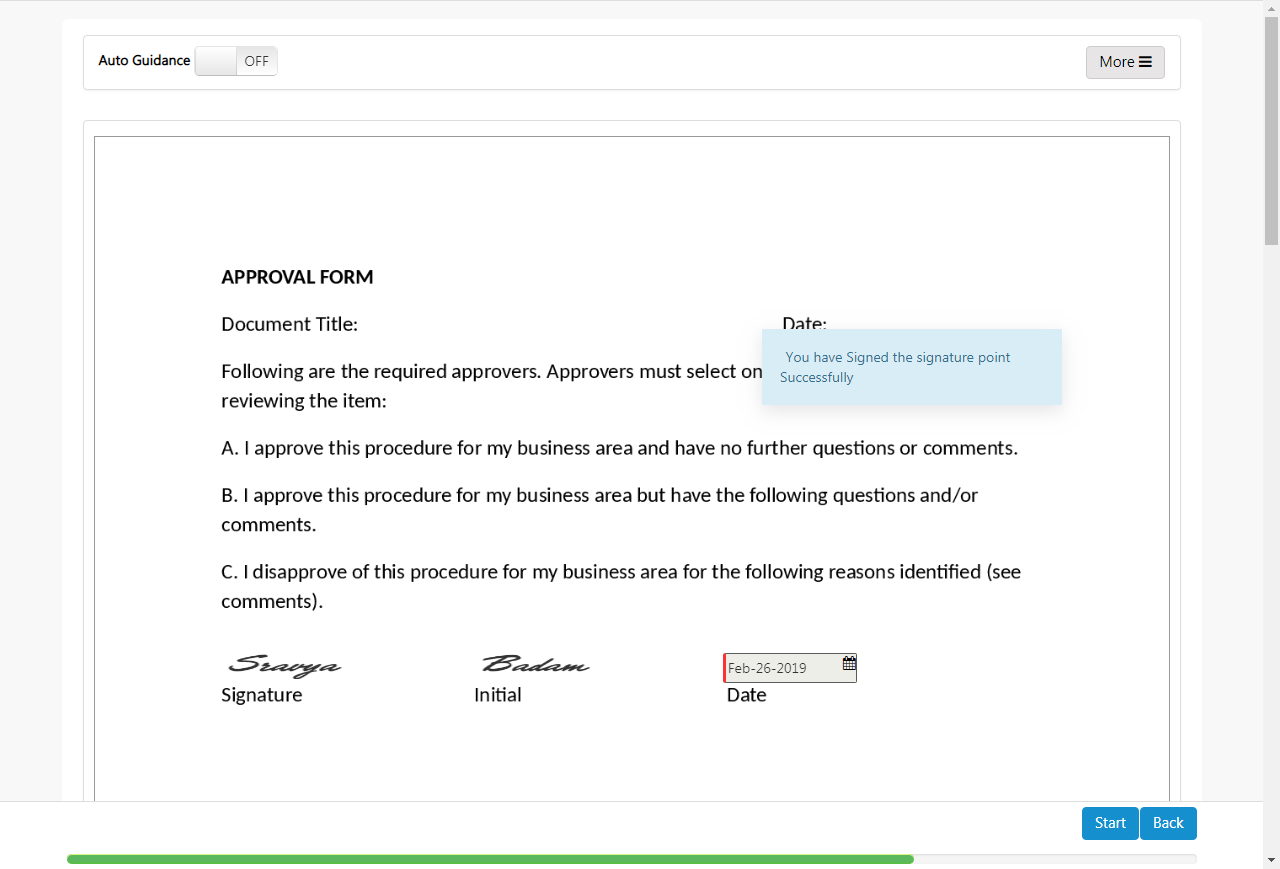 Auto Guidance OFF More
APPROVAL FORM
Document Title: Date:
You have Signed the signature point
Successfully
Following are the required approvers. Approvers must select on
reviewing the item:
A. I approve this procedure for my business area and have no further questions or comments.
B. I approve this procedure for my business area but have the following questions and/or
comments.
C. I disapprove of this procedure for my business area for the following reasons identified (see
comments).
Sravya Badam Feb-26-2019
Signature Initial Date
Start Back